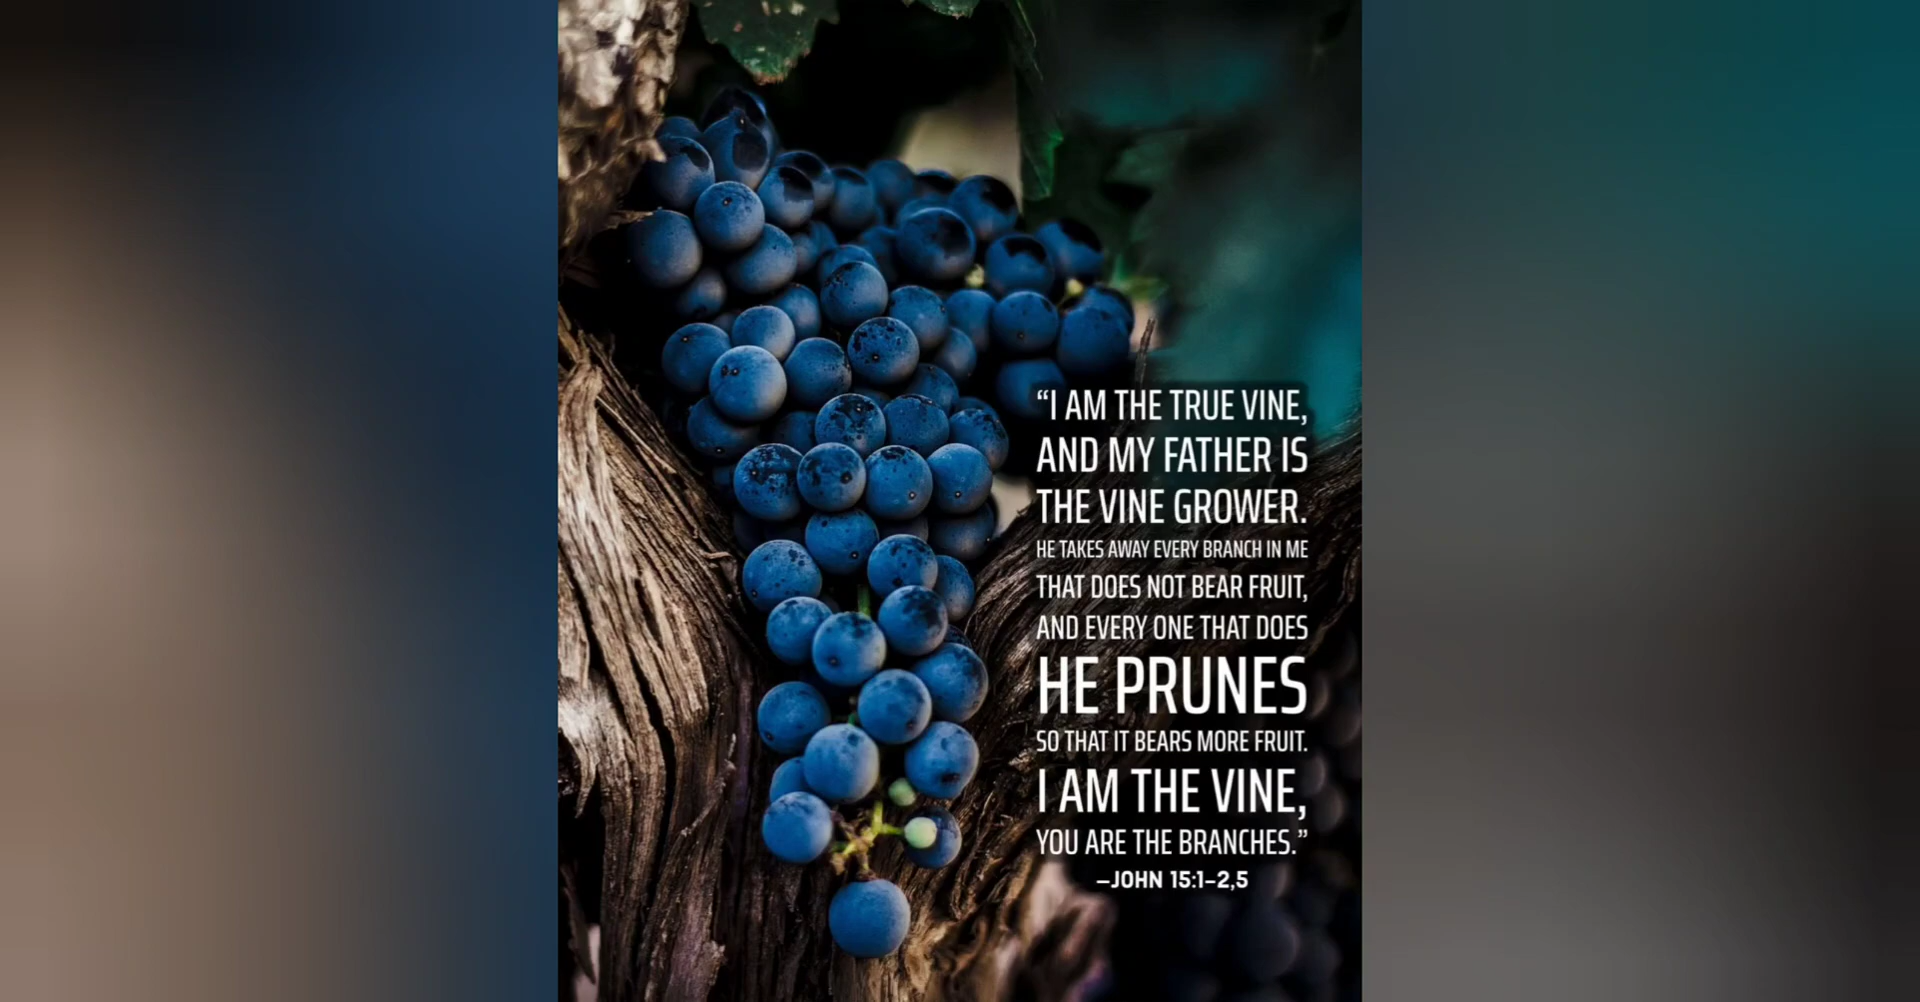 “I AM THE TRUE VINE,
AND MY FATHER IS
THE VINE GROWER.
HE TAKES AWAY EVERY BRANCH IN ME
THAT DOES NOT BEAR FRUIT,
AND EVERY ONE THAT DOES
HE PRUNES
SO THAT IT BEARS MORE FRUIT.
I AM THE VINE,
YOU ARE THE BRANCHES.”
–JOHN 15:1–2,5